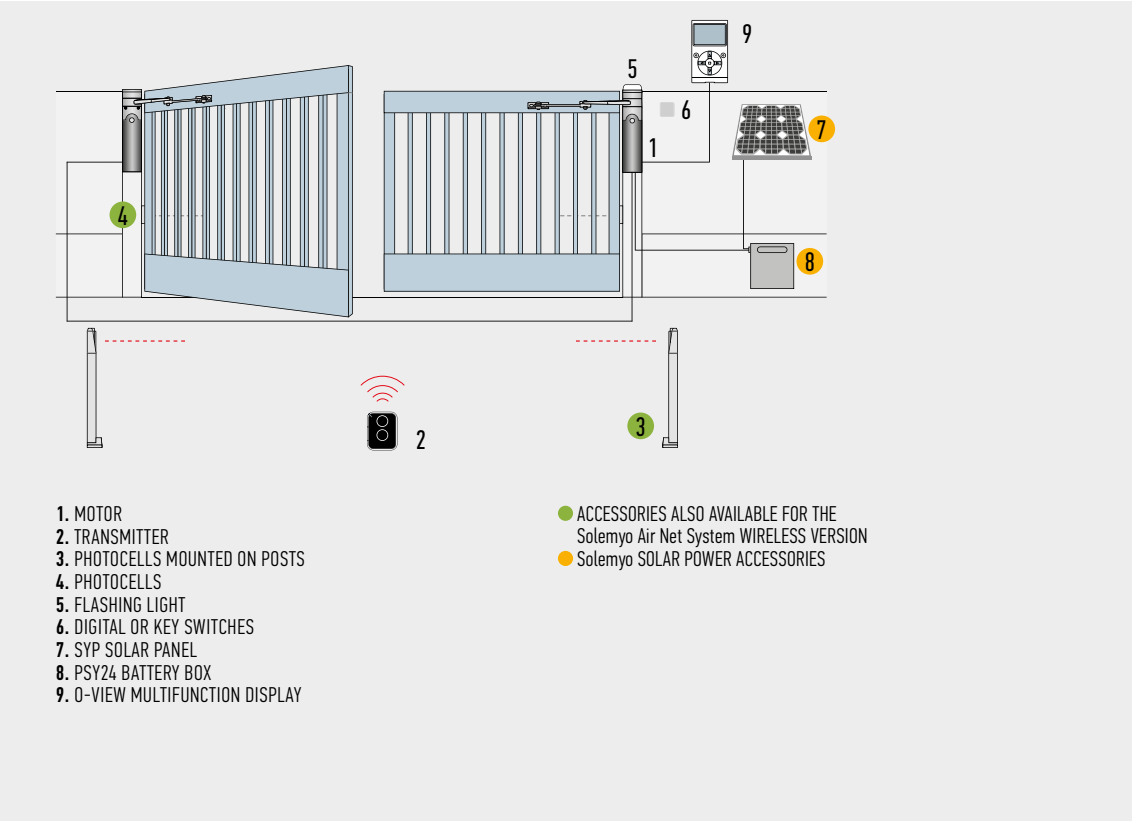 9
5
6
7
1
4
8
3
2
1. MOTOR
2. TRANSMITTER
3. PHOTOCELLS MOUNTED ON POSTS
4. PHOTOCELLS
5. FLASHING LIGHT
6. DIGITAL OR KEY SWITCHES
7. SYP SOLAR PANEL
8. PSY24 BATTERY BOX
9. O-VIEW MULTIFUNCTION DISPLAY
ACCESSORIES ALSO AVAILABLE FOR THE
Solemyo Air Net System WIRELESS VERSION
Solemyo SOLAR POWER ACCESSORIES